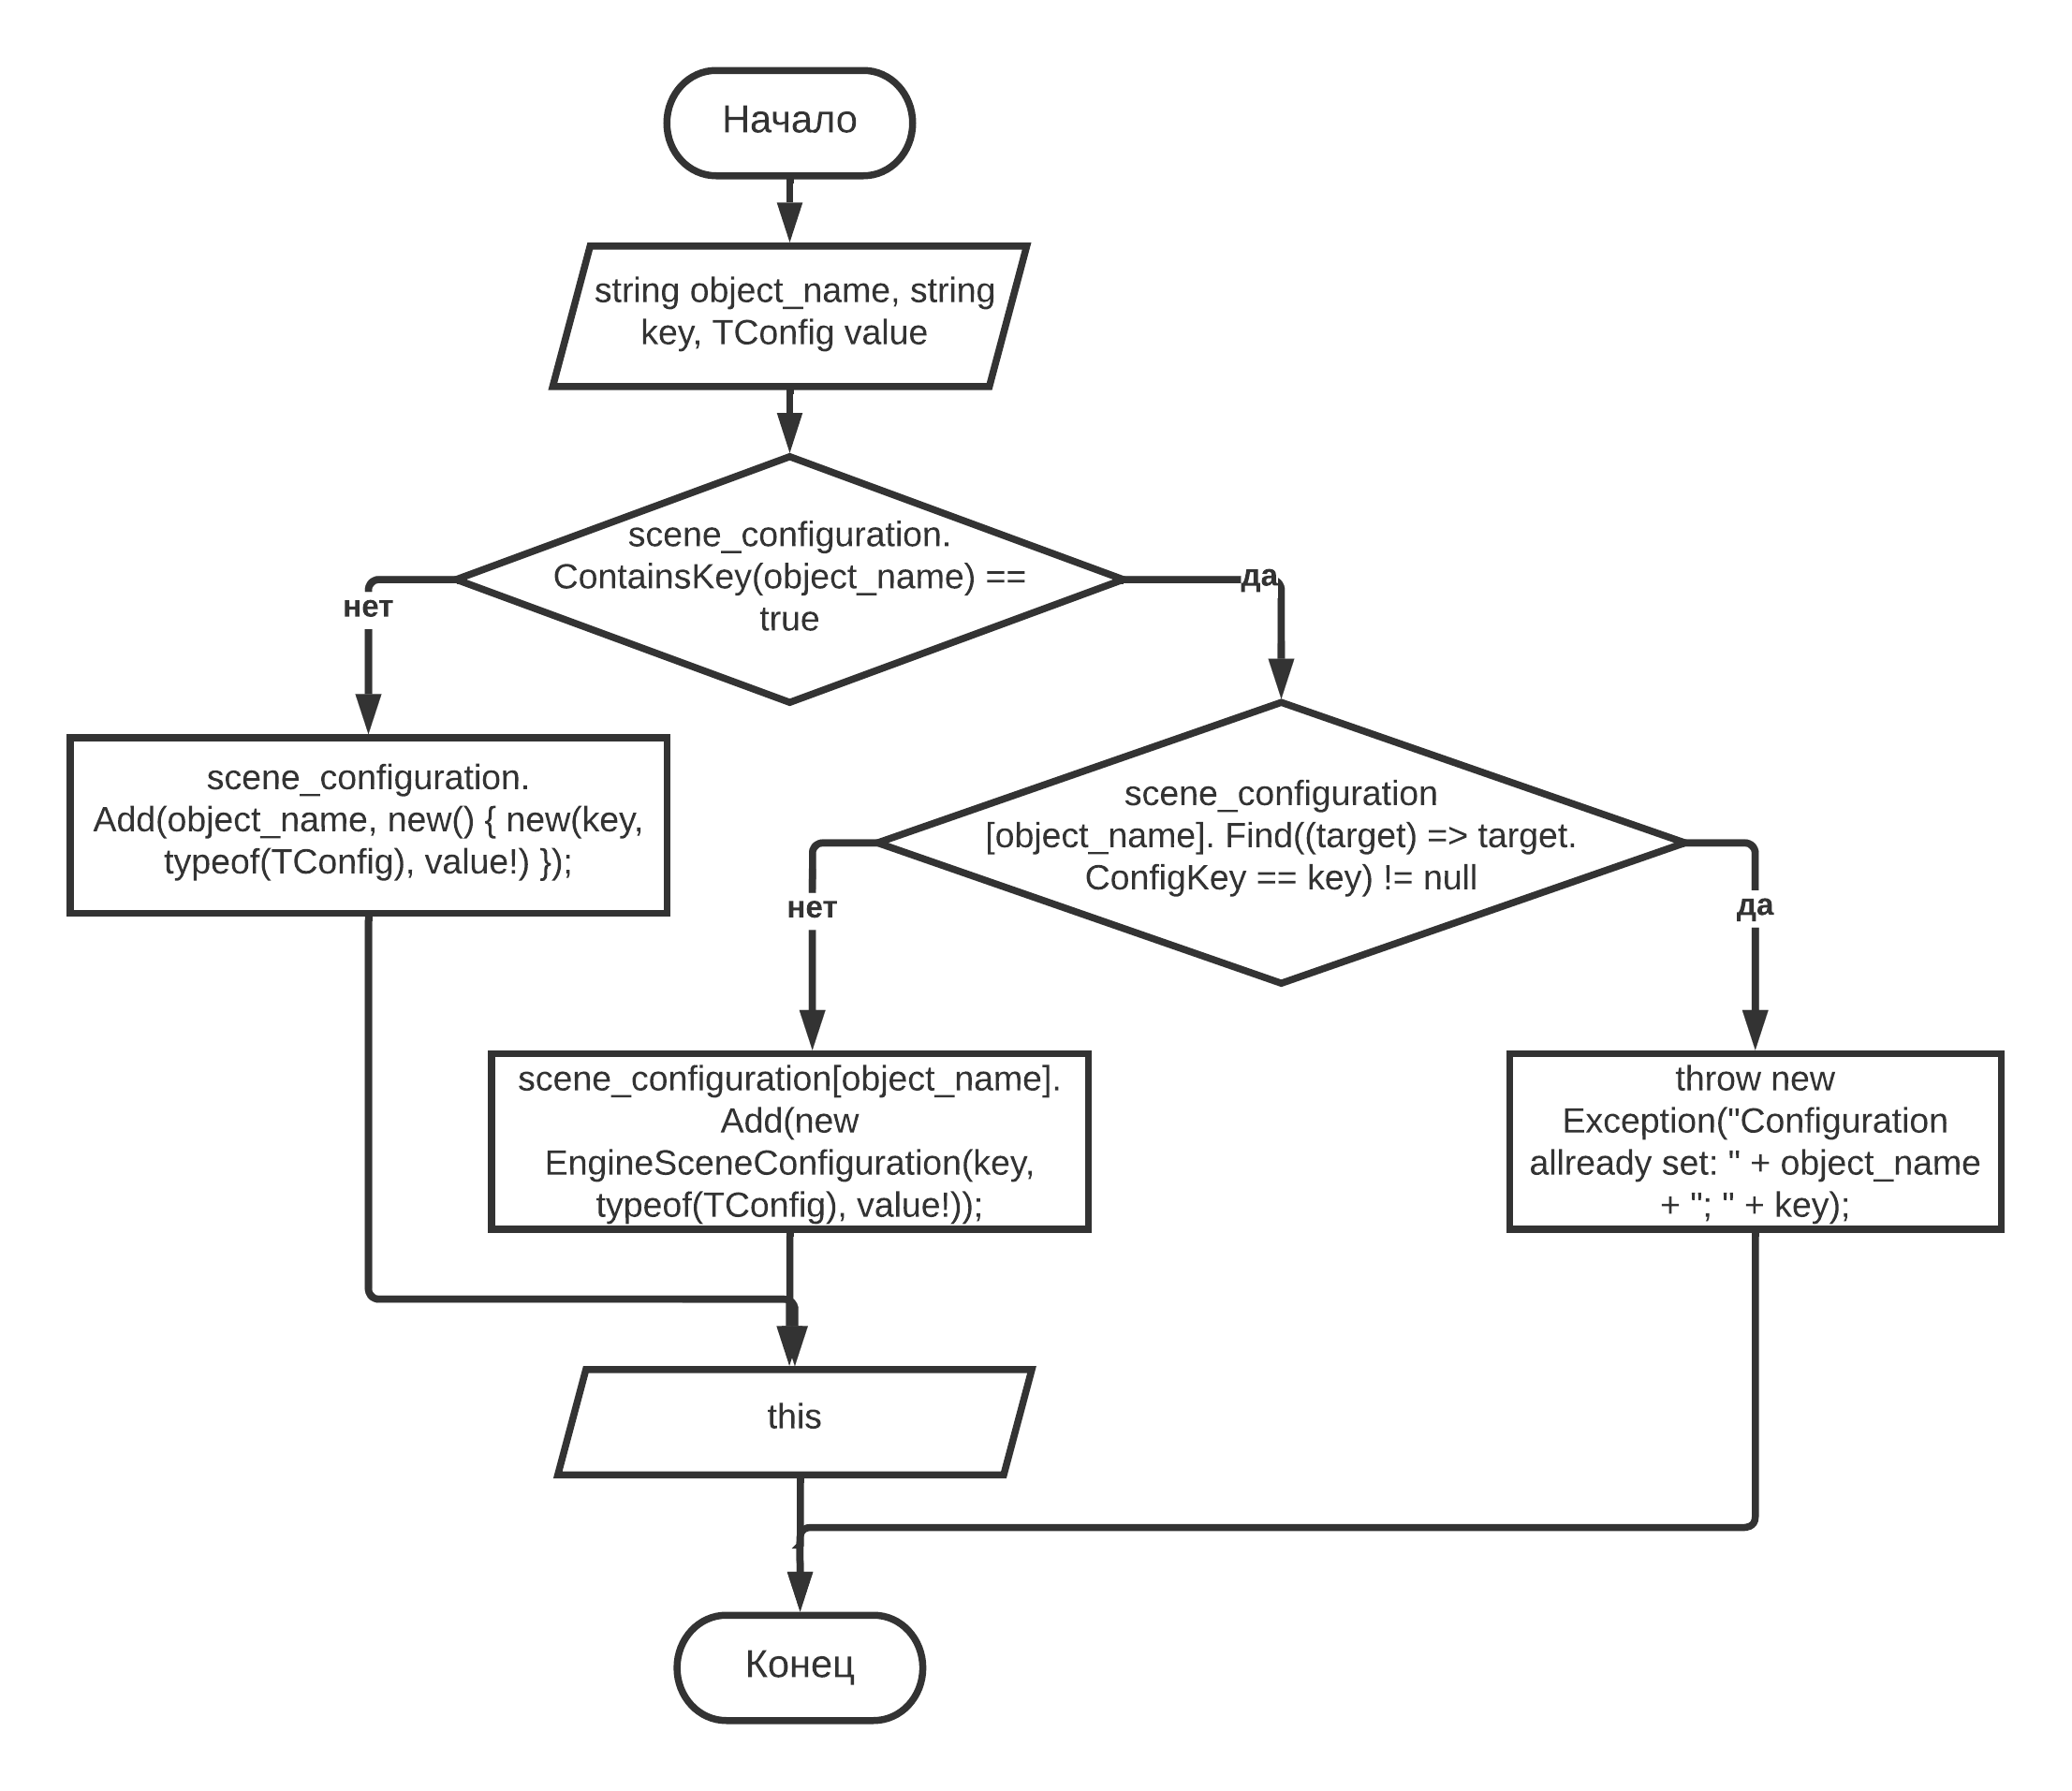 Начало
string object_name, string
key, TConfig value
scene_configuration.
ContainsKey(object_name) ==
true
да
нет
scene_configuration.
Add(object_name, new() { new(key,
typeof(TConfig), value!) });
scene_configuration
[object_name]. Find((target) => target.
ConfigKey == key) != null
нет
да
scene_configuration[object_name].
Add(new
EngineSceneConfiguration(key,
typeof(TConfig), value!));
throw new
Exception("Configuration
allready set: " + object_name
+ "; " + key);
this
Конец